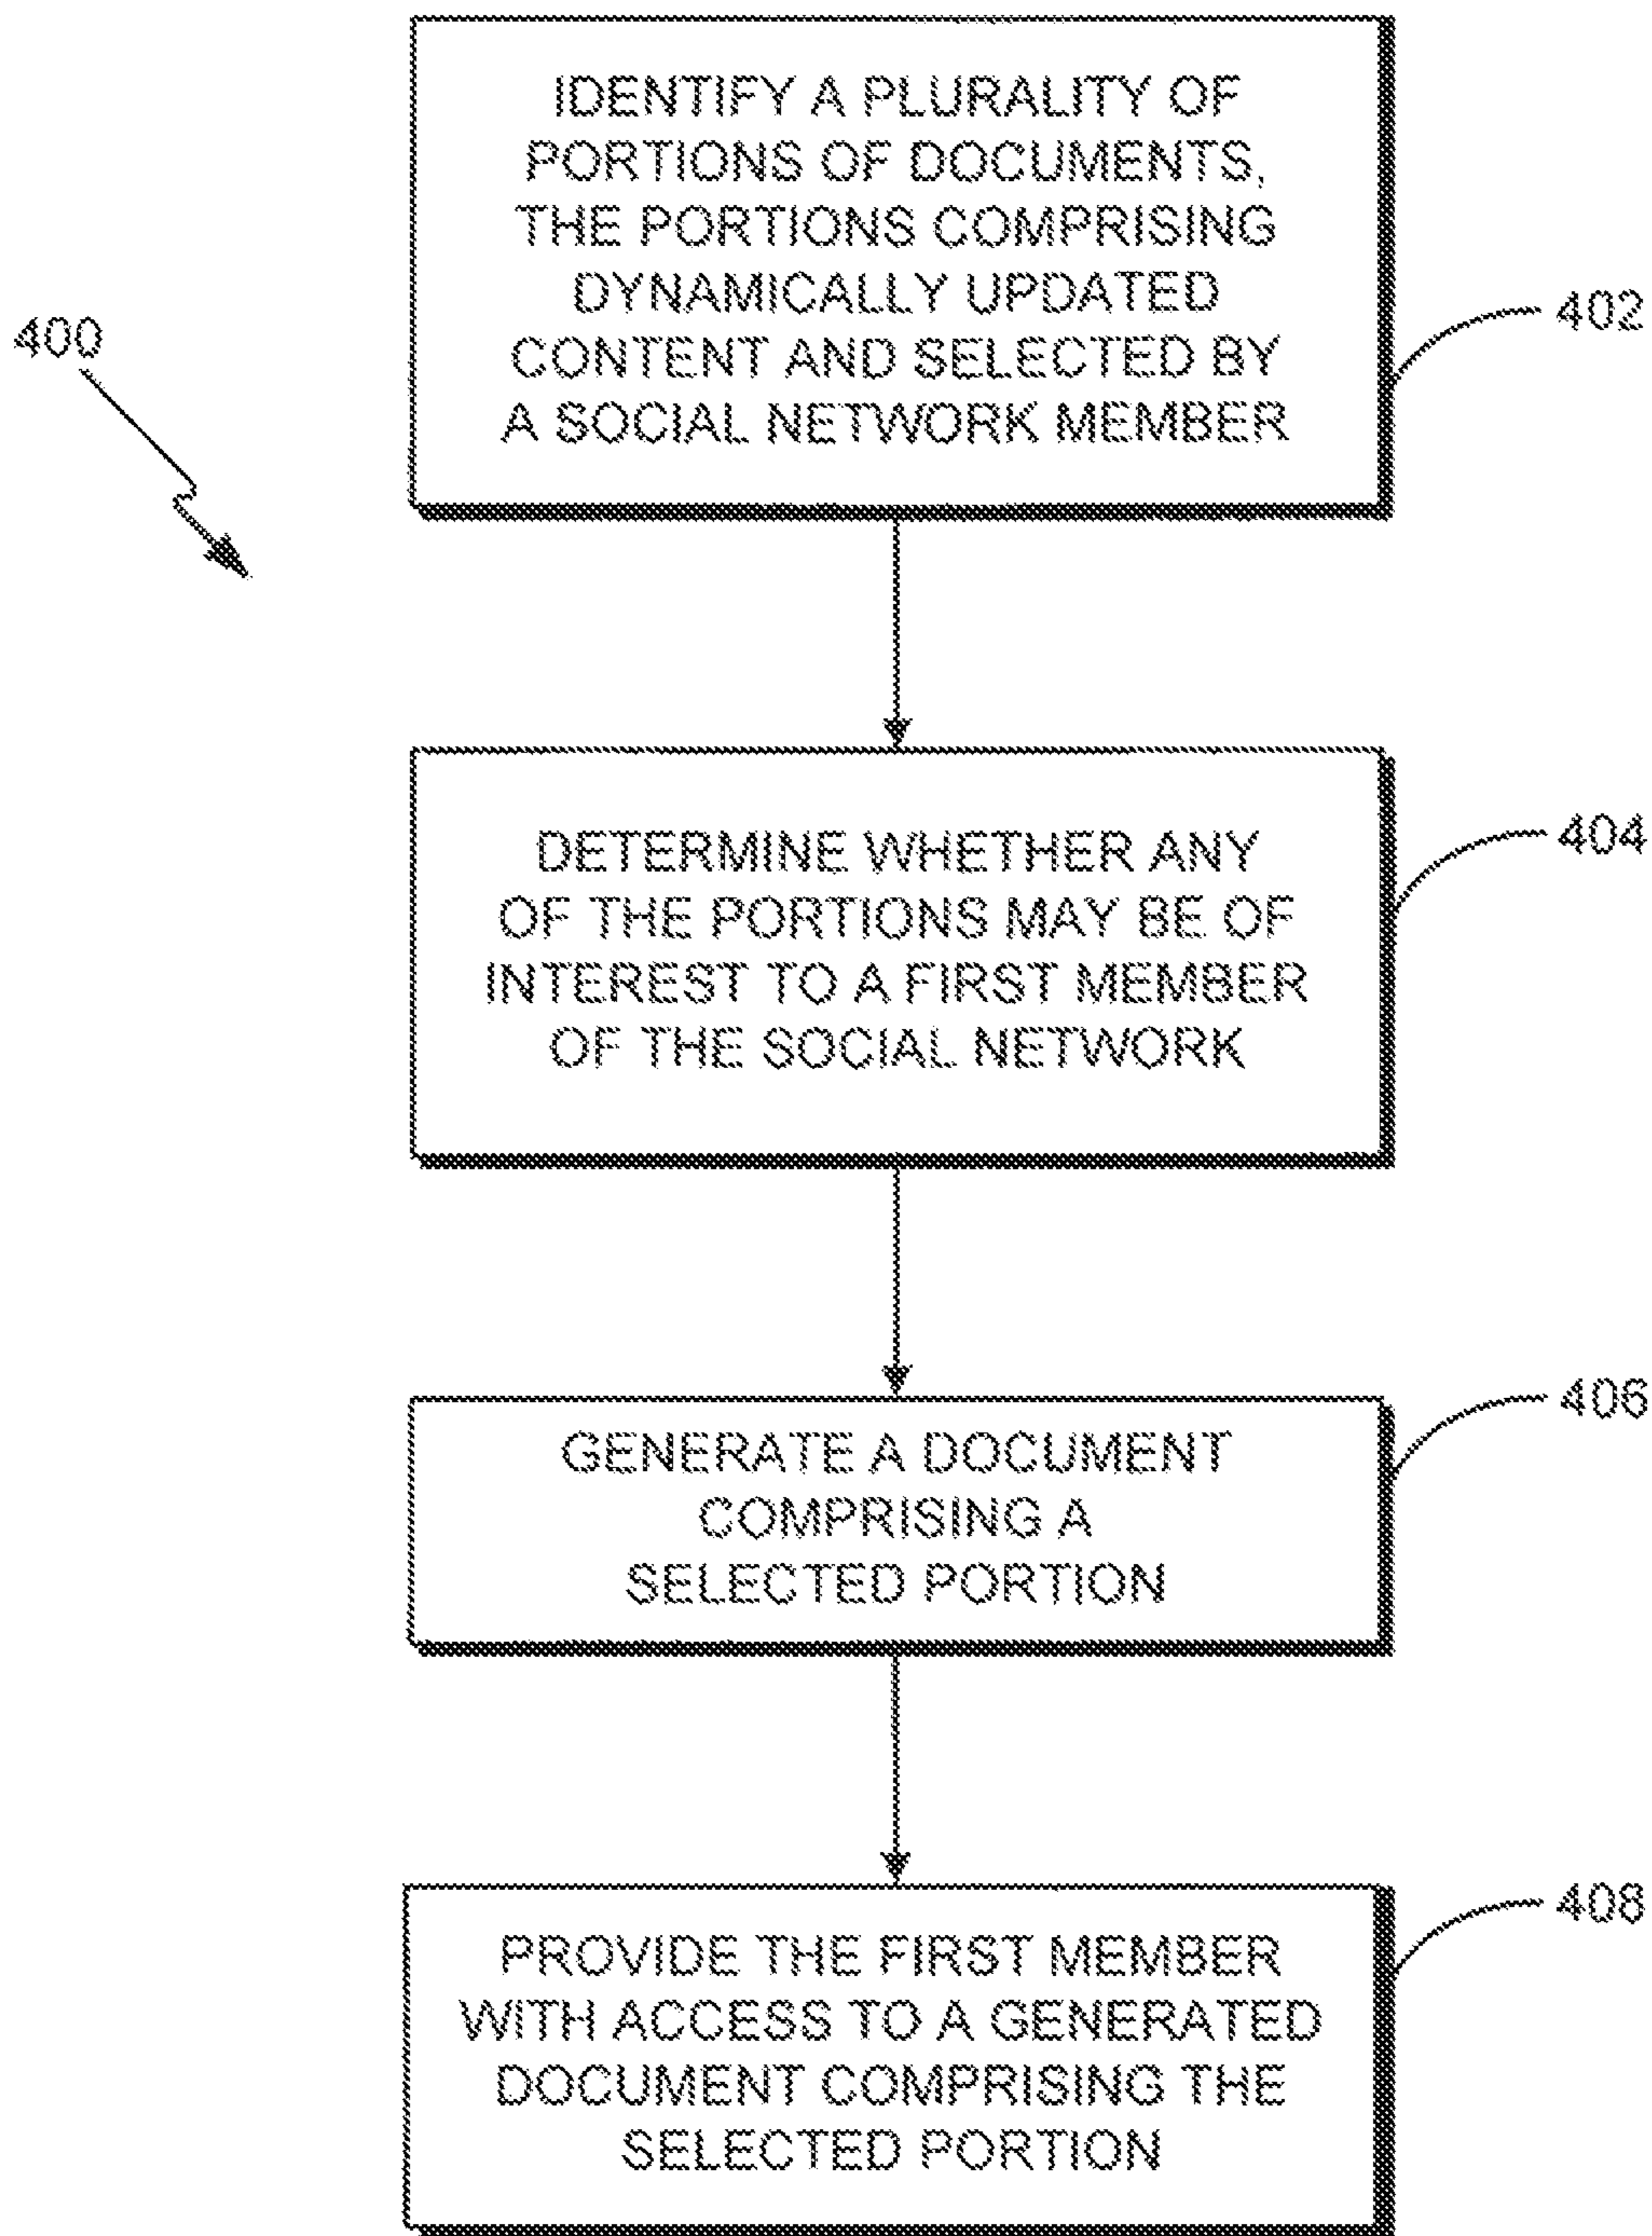 IDENTIFY A PLURALITY OF
PORTIONS OF DOCUMENTS,
THE PORTIONS COMPRISING
DYNAMICALLY UPDATED
CONTENT AND SELECTED BY
A SOCIAL NETWORK MEMBER
402
400
DETERMINE WHETHER ANY
OF THE PORTIONS MAY BE OF
INTEREST TO A FIRST MEMBER
OF THE SOCIAL NETWORK
404
GENERATE A DOCUMENT
COMPRISING A
SELECTED PORTION
406
PROVIDE THE FIRST MEMBER
WITH ACCESS TO A GENERATED
DOCUMENT COMPRISING THE
SELECTED PORTION
408